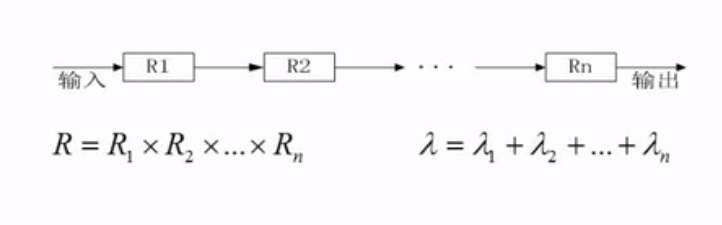 R1 R2 ··· Rn
输入 输出
R = R₁ × R₂ × ... × Rₙ λ = λ₁ + λ₂ + ... + λₙ